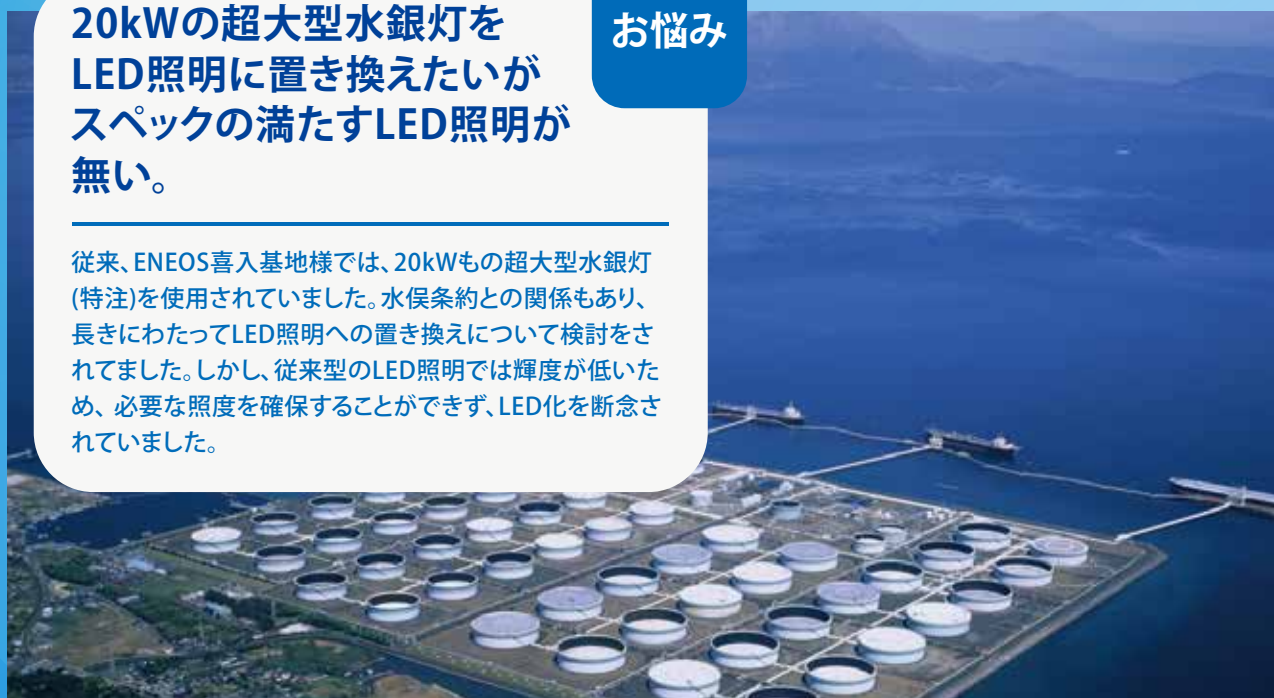 20kWの超大型水銀灯を
LED照明に置き換えたいが
スペックの満たすLED照明が
無い。
お悩み
従来、ENEOS喜入基地様では、20kWもの超大型水銀灯
(特注)を使用されていました。水俣条約との関係もあり、
長きにわたってLED照明への置き換えについて検討をさ
れてました。しかし、従来型のLED照明では輝度が低いた
め、必要な照度を確保することができず、LED化を断念さ
れていました。